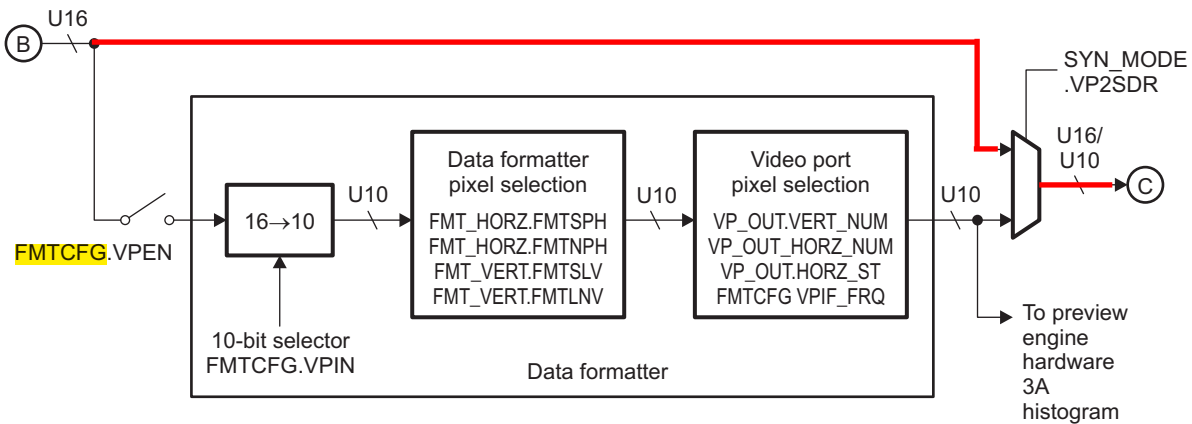 U16
B
SYN_MODE
.VP2SDR
U16/
U10
C
Data formatter
pixel selection
FMT_HORZ.FMTSPH
FMT_HORZ.FMTNPH
FMT_VERT.FMTSLV
FMT_VERT.FMTLNV
Video port
pixel selection
VP_OUT.VERT_NUM
VP_OUT_HORZ_NUM
VP_OUT.HORZ_ST
FMTCFG VPIF_FRQ
U10
U10
U10
16→10
FMTCFG.VPEN
10-bit selector
FMTCFG.VPIN
Data formatter
To preview
engine
hardware
3A
histogram